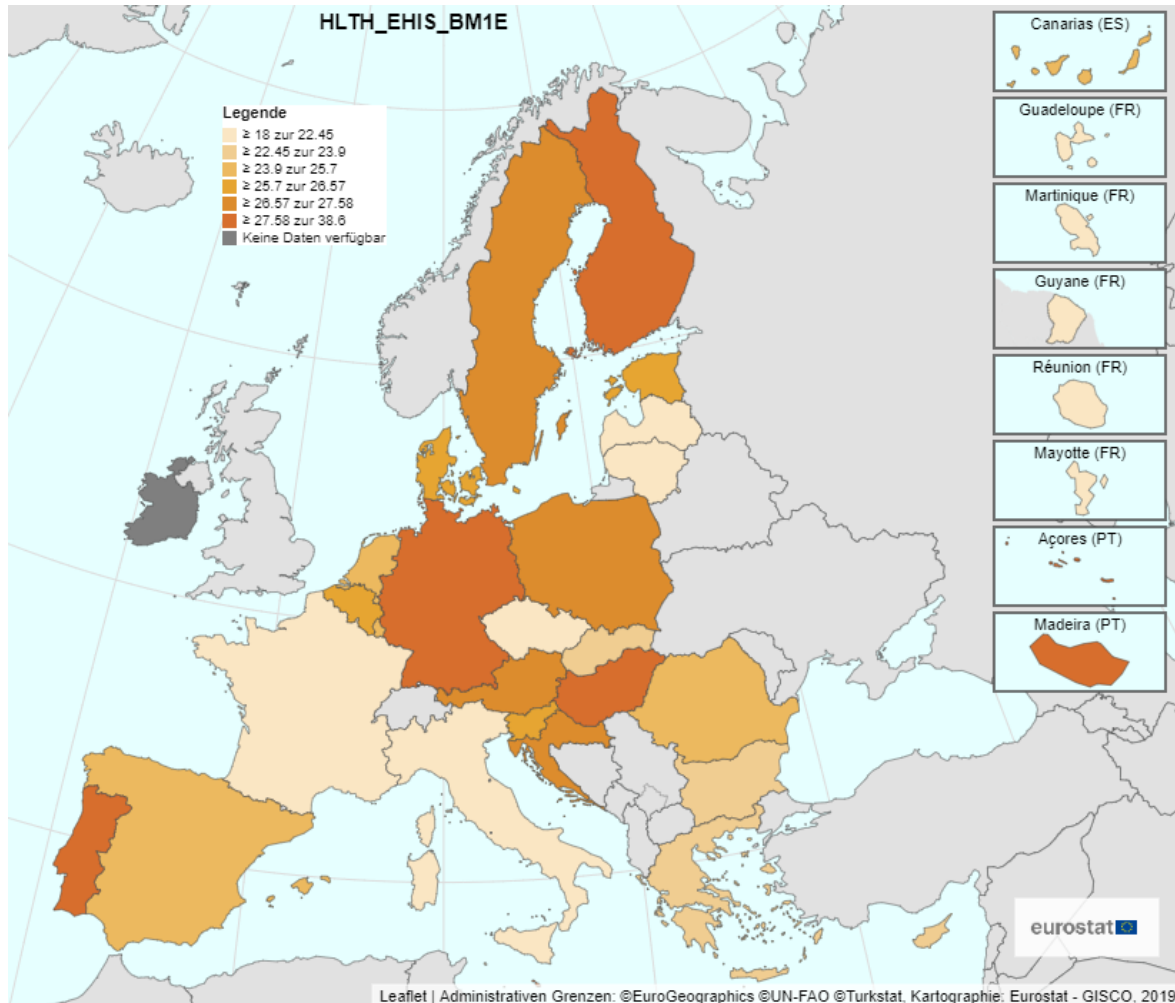 HLTH_EHIS_BM1E
Legende
≥ 18 zur 22.45
≥ 22.45 zur 23.9
≥ 23.9 zur 25.7
≥ 25.7 zur 26.57
≥ 26.57 zur 27.58
≥ 27.58 zur 38.6
Keine Daten verfügbar
Canarias (ES)
Guadeloupe (FR)
Martinique (FR)
Guyane (FR)
Réunion (FR)
Mayotte (FR)
Açores (PT)
Madeira (PT)
eurostat
Leaflet | Administrativen Grenzen: ©EuroGeographics ©UN-FAO ©Turkstat, Kartographie: Eurostat - GISCO, 201